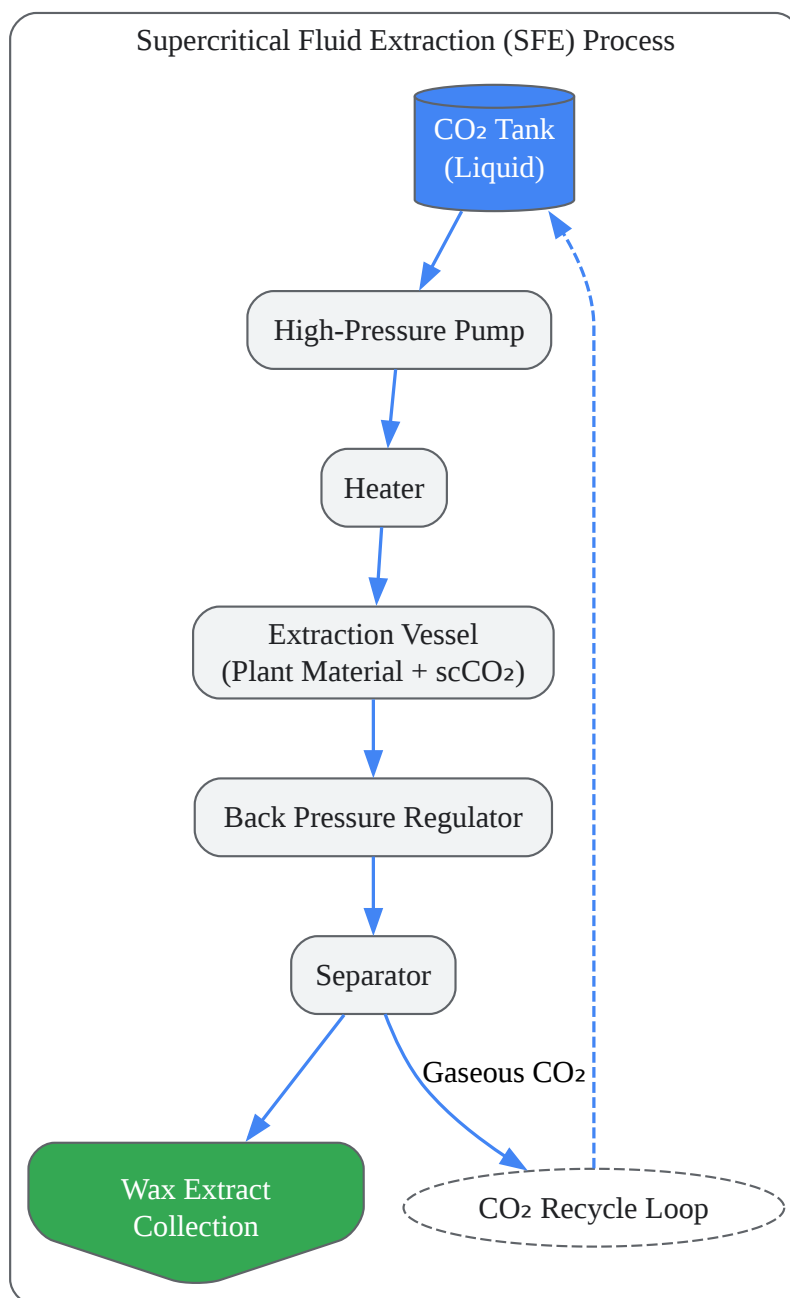 Supercritical Fluid Extraction (SFE) Process
CO₂ Tank
(Liquid)
High-Pressure Pump
Heater
Extraction Vessel
(Plant Material + scCO₂)
Back Pressure Regulator
Separator
Gaseous CO₂
Wax Extract
Collection
CO₂ Recycle Loop